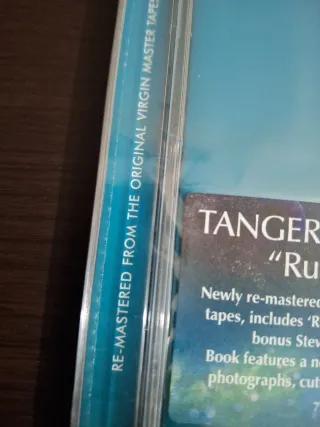 RE-MASTERED FROM THE ORIGINAL VIRGIN MASTER TAPES
TANGER
"Ru
Newly re-mastered
tapes, includes 'R
bonus Stev
Book features a n
photographs, cut
7